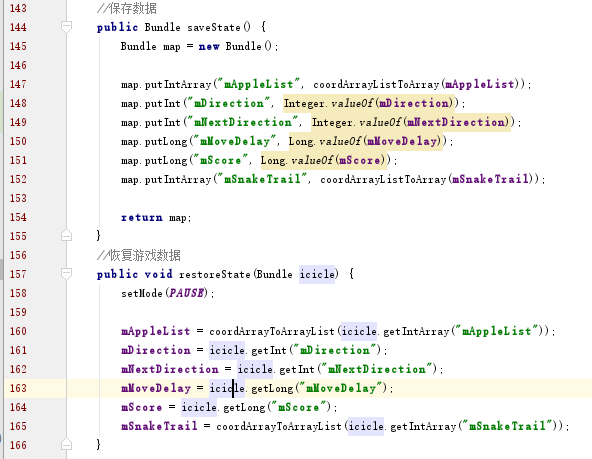 143 //保存数据
144 public Bundle saveState() {
145 Bundle map = new Bundle();
146
147 map.putIntArray("mAppleList", coordArrayListToArray(mAppleList));
148 map.putInt("mDirection", Integer.valueOf(mDirection));
149 map.putInt("mNextDirection", Integer.valueOf(mNextDirection));
150 map.putLong("mMoveDelay", Long.valueOf(mMoveDelay));
151 map.putLong("mScore", Long.valueOf(mScore));
152 map.putIntArray("mSnakeTrail", coordArrayListToArray(mSnakeTrail));
153
154 return map;
155 }
156 //恢复游戏数据
157 public void restoreState(Bundle icicle) {
158 setMode(PAUSE);
159
160 mAppleList = coordArrayToArrayList(icicle.getIntArray("mAppleList"));
161 mDirection = icicle.getInt("mDirection");
162 mNextDirection = icicle.getInt("mNextDirection");
163 mMoveDelay = icicle.getLong("mMoveDelay");
164 mScore = icicle.getLong("mScore");
165 mSnakeTrail = coordArrayToArrayList(icicle.getIntArray("mSnakeTrail"));
166 }